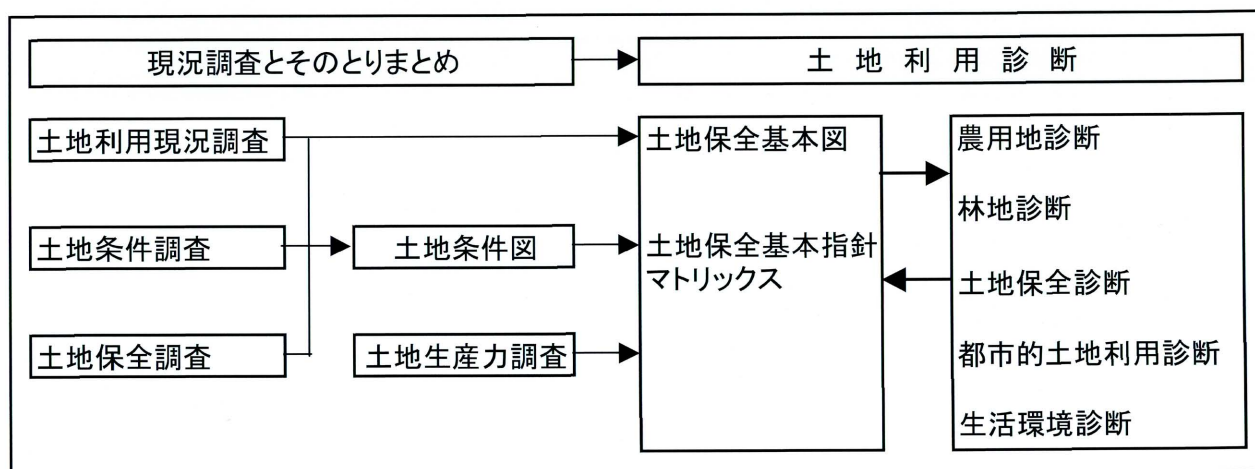 現況調査とそのとりまとめ
土地利用診断
土地利用現況調査
土地条件調査
土地保全調査
土地条件図
土地生産力調査
土地保全基本図
土地保全基本指針
マトリックス
農用地診断
林地診断
土地保全診断
都市的土地利用診断
生活環境診断